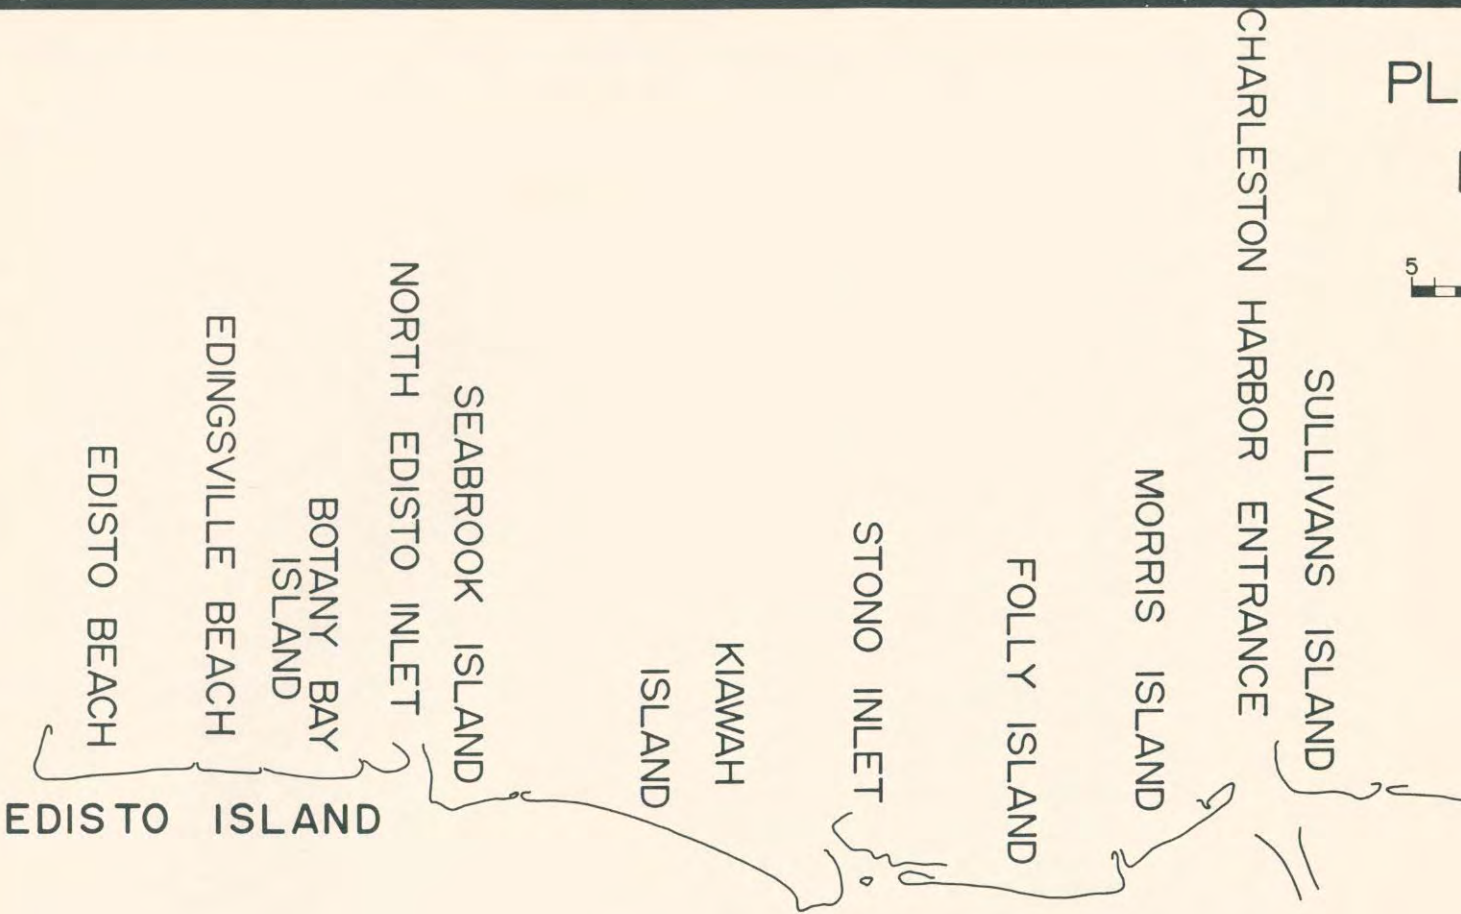 EDISTO BEACH
EDINGSVILLE BEACH
BOTANY BAY
ISLAND
NORTH EDISTO INLET
SEABROOK ISLAND
KIAWAH
ISLAND
STONO INLET
FOLLY ISLAND
MORRIS ISLAND
CHARLESTON HARBOR ENTRANCE
SULLIVANS ISLAND
PL
5
EDISTO ISLAND